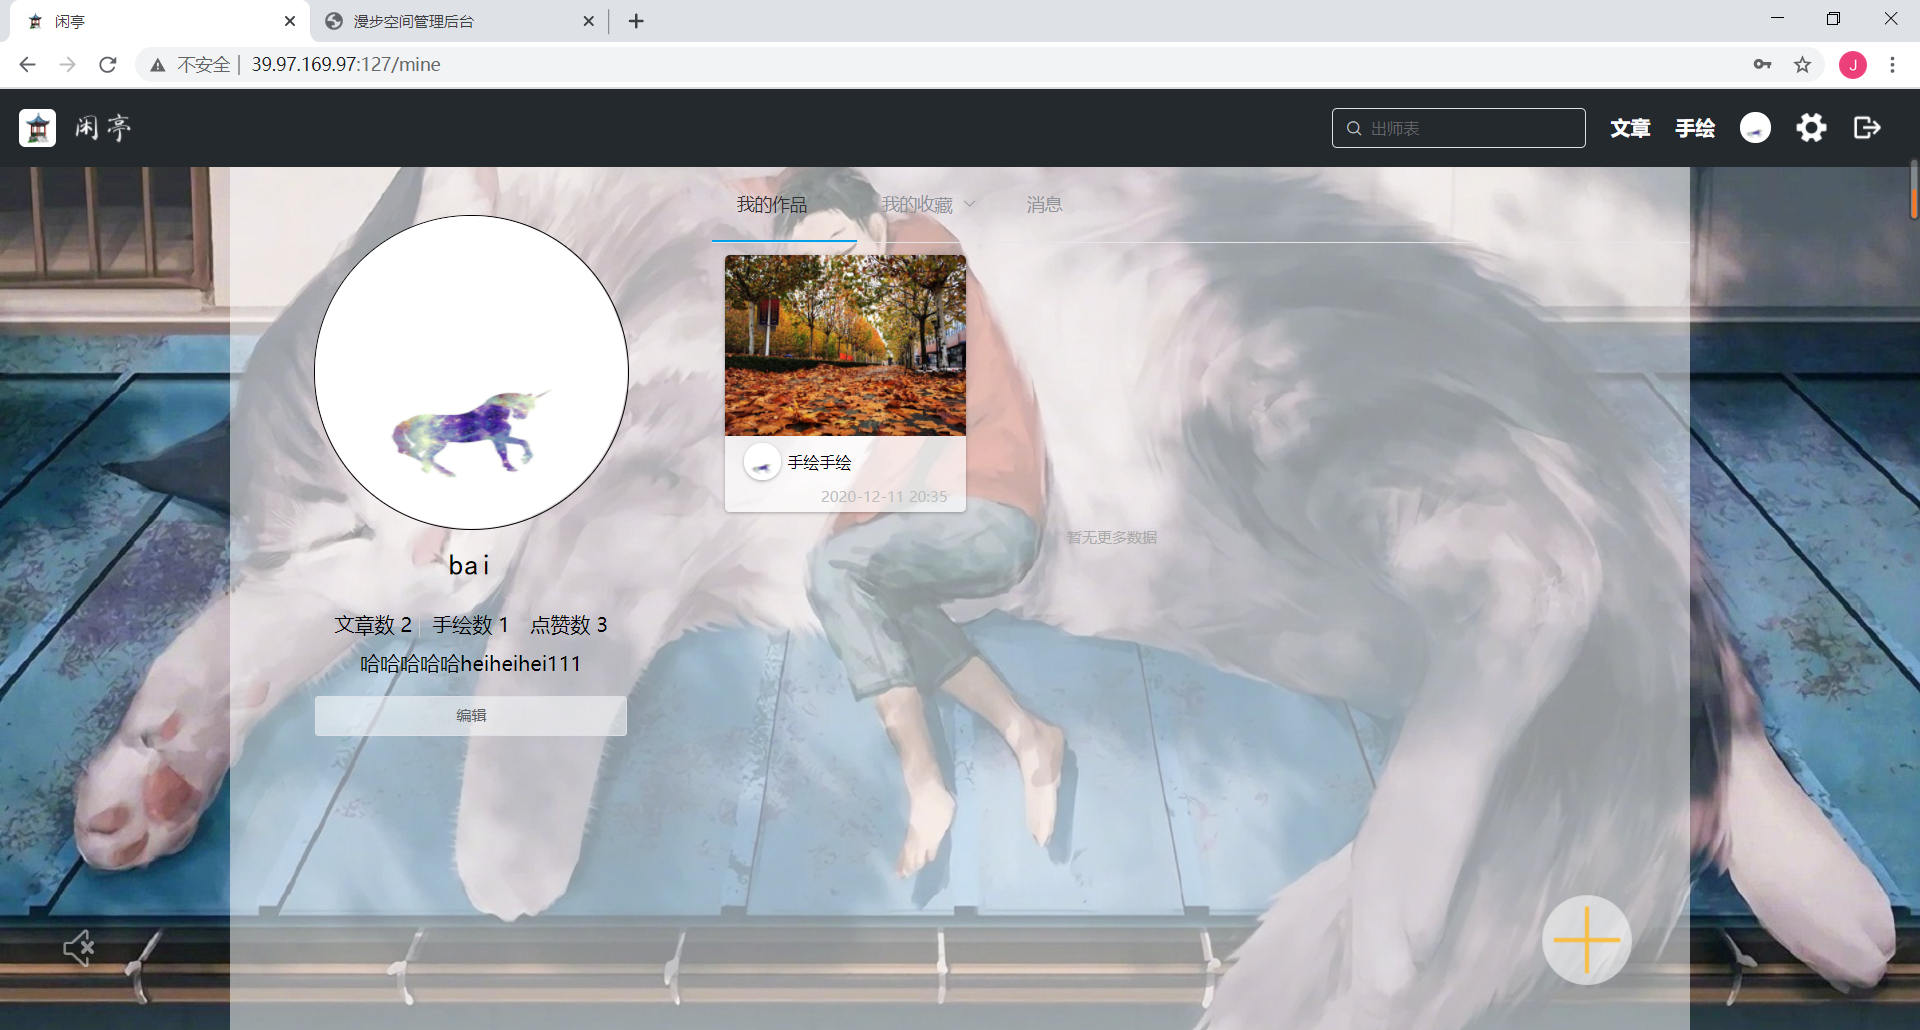 闲亭
漫步空间管理后台
不安全 39.97.169.97:127/mine
J
闲亭
出师表
文章
手绘
我的作品
我的收藏
消息
手绘手绘
2020-12-11 20:35
暂无更多数据
bai
文章数 2
手绘数 1
点赞数 3
哈哈哈哈哈heiheihei111
编辑